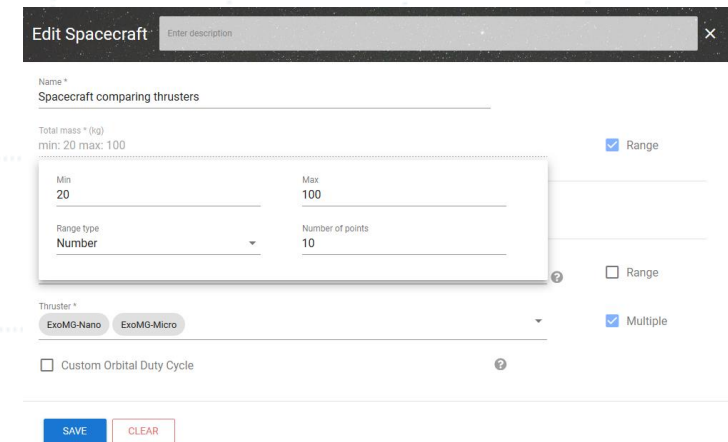 Edit Spacecraft Enter description ×
Name *
Spacecraft comparing thrusters
Total mass * (kg)
min: 20 max: 100 Range
Min Max
20 100
Range type Number of points
Number 10
? Range
Thruster *
ExoMG-Nano ExoMG-Micro Multiple
Custom Orbital Duty Cycle ?
SAVE CLEAR